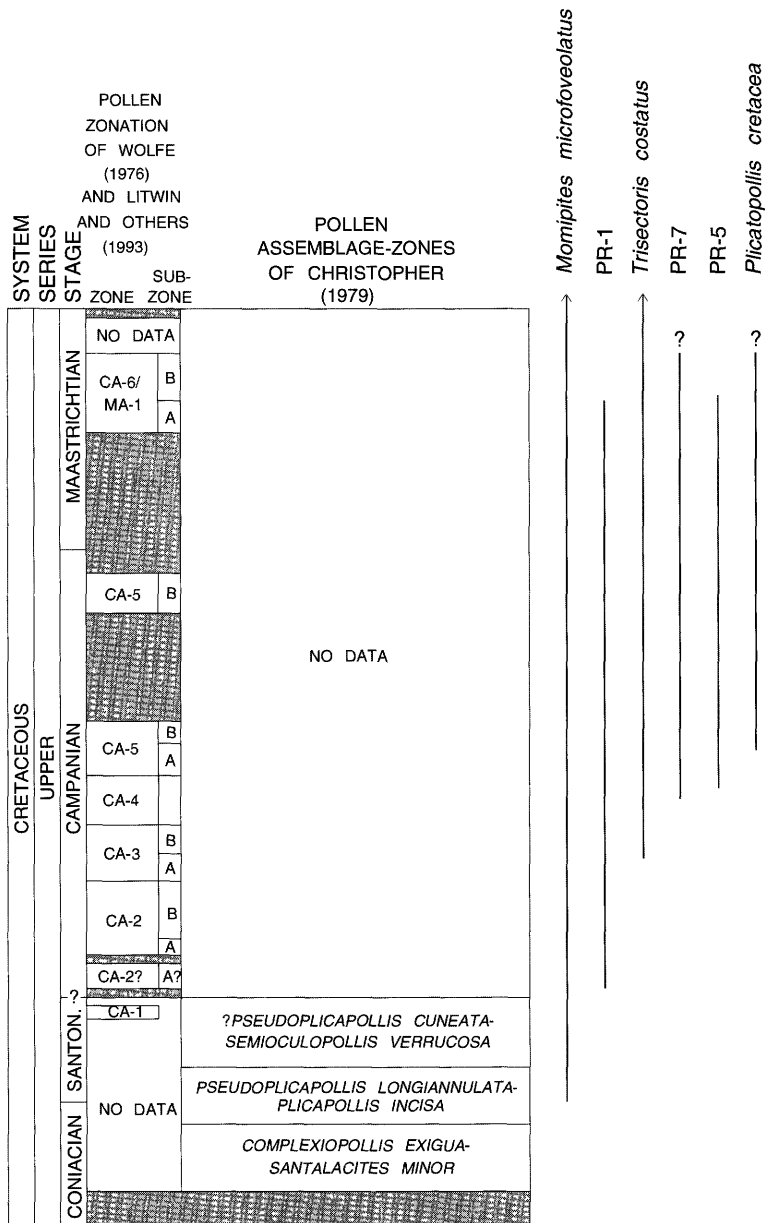 POLLEN
ZONATION
OF WOLFE
(1976)
AND LITWIN
AND OTHERS
(1993)
SYSTEM
SERIES
STAGE
ZONE
SUB-
ZONE
POLLEN
ASSEMBLAGE-ZONES
OF CHRISTOPHER
(1979)
Momipites microfoveolatus
PR-1
Trisectoris costatus
PR-7
PR-5
Plicatopollis cretacea
CRETACEOUS
UPPER
MAASTRICHTIAN
CAMPANIAN
SANTON.
CONIACIAN
?
NO DATA
CA-6/
MA-1
B
A
CA-5
B
CA-5
B
A
CA-4
CA-3
B
A
CA-2
B
A
CA-2?
A?
CA-1
NO DATA
NO DATA
?PSEUDOPLICAPOLLIS CUNEATA-
SEMIOCULOPOLLIS VERRUCOSA
PSEUDOPLICAPOLLIS LONGIANNULATA-
PLICAPOLLIS INCISA
COMPLEXIOPOLLIS EXIGUA-
SANTALACITES MINOR
?
?